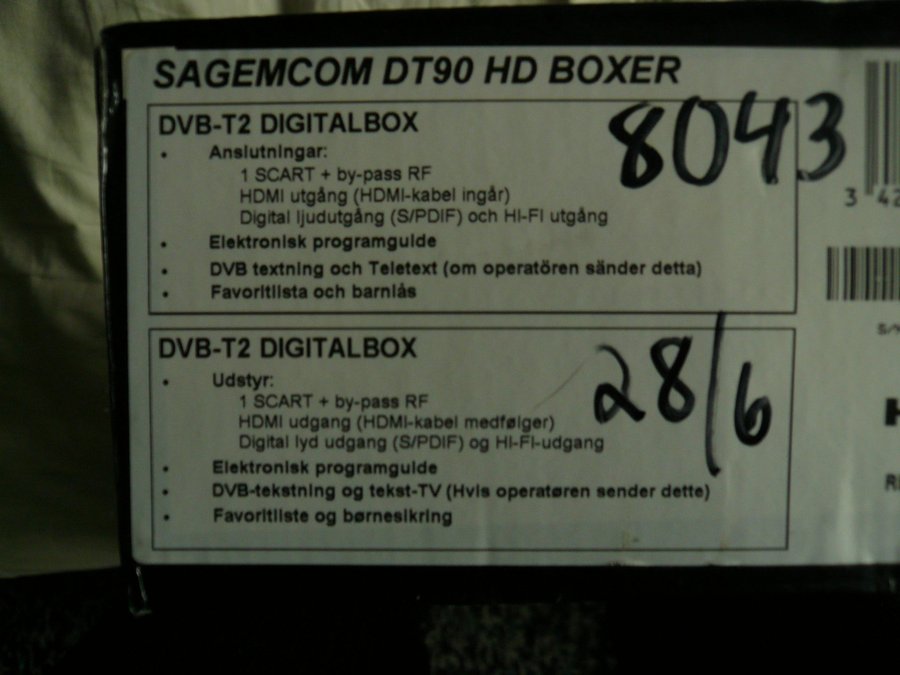 SAGEMCOM DT90 HD BOXER
DVB-T2 DIGITALBOX
8043
• Anslutningar:
1 SCART + by-pass RF
HDMI utgång (HDMI-kabel ingår)
Digital ljudutgång (S/PDIF) och HI-FI utgång
• Elektronisk programguide
• DVB textning och Teletext (om operatören sänder detta)
• Favoritlista och barnlås
3 42
S/N
DVB-T2 DIGITALBOX
28/6
• Udstyr:
1 SCART + by-pass RF
HDMI udgang (HDMI-kabel medfølger)
Digital lyd udgang (S/PDIF) og HI-FI-udgang
• Elektronisk programguide
• DVB-tekstning og tekst-TV (Hvis operatøren sender dette)
• Favoritliste og børnesikring